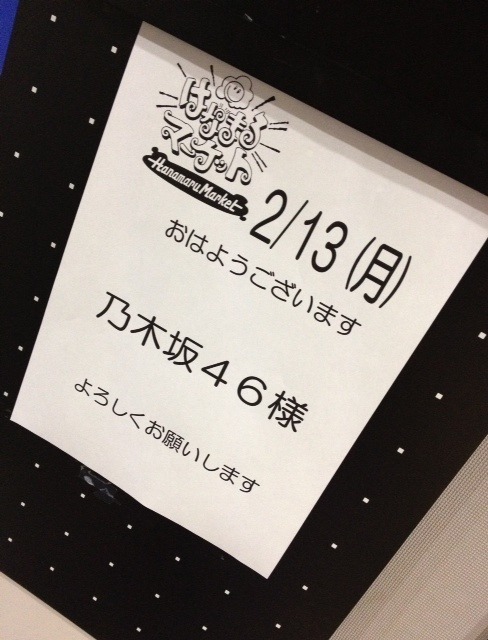 はなまる
マーケット
Hanamaru Market
2/13(月)
おはようございます
乃木坂46様
よろしくお願いします